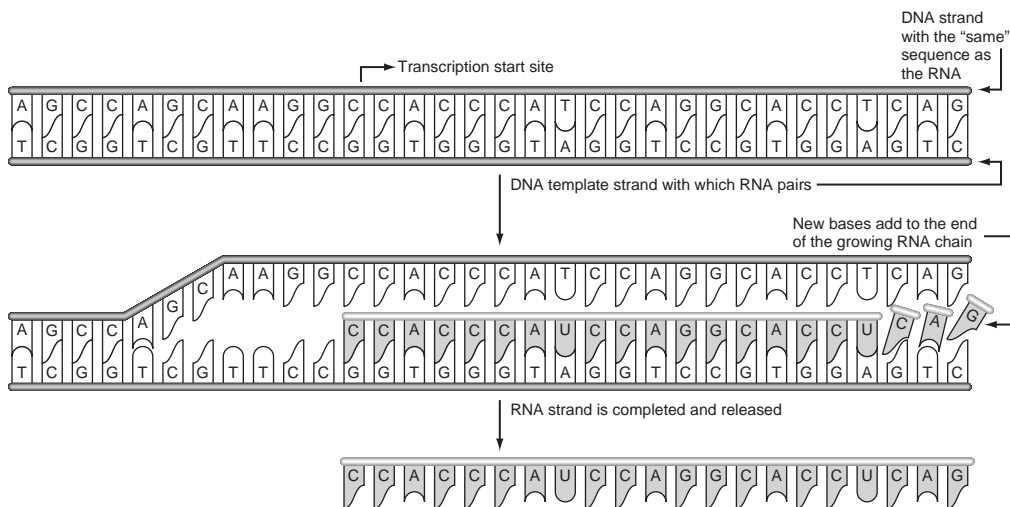 DNA strand
with the “same”
sequence as
the RNA
Transcription start site
A G C C A G C A A G G C C A C C C A T C C A G G C A C C T C A G
T C G G T C G T T C C G G T G G G T A G G T C C G T G G A G T C
DNA template strand with which RNA pairs
New bases add to the end
of the growing RNA chain
A G C C A G C A A G G C C A C C C A T C C A G G C A C C T C A G
C C A C C C A U C C A G G C A C C U C A G
T C G G T C G T T C C G G T G G G T A G G T C C G T G G A G T C
RNA strand is completed and released
C C A C C C A U C C A G G C A C C U C A G